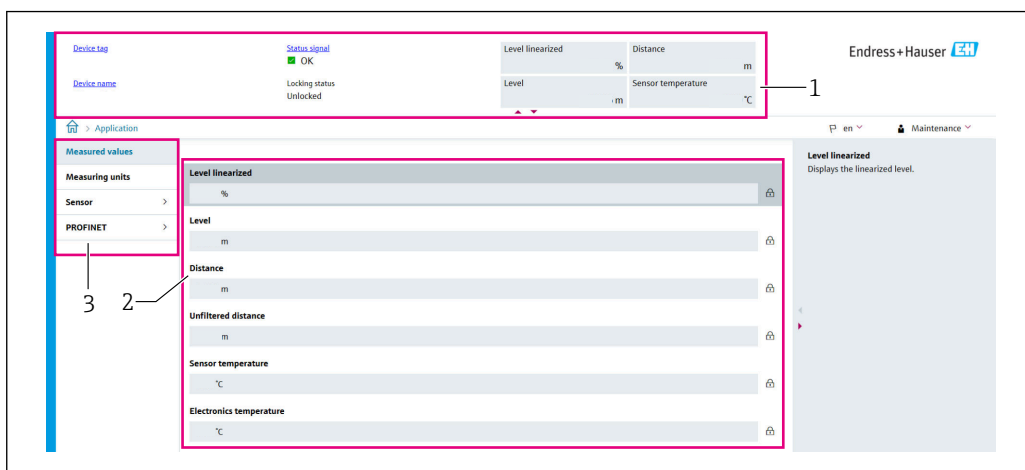 Device tag
Status signal
OK
Level linearized
%
Distance
m
Endress+Hauser EH
Device name
Locking status
Unlocked
Level
m
Sensor temperature
°C
1
> Application
en
Maintenance
Measured values
Measuring units
Sensor >
PROFINET >
3
2
Level linearized
%
Level
m
Distance
m
Unfiltered distance
m
Sensor temperature
°C
Electronics temperature
°C
Level linearized
Displays the linearized level.